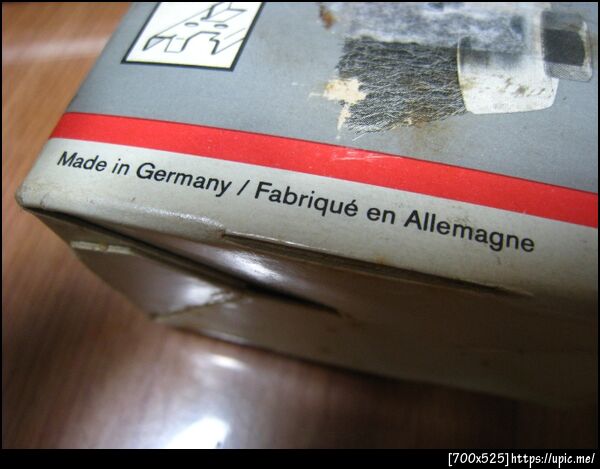 Made in Germany / Fabriqué en Allemagne
[700x525]https://upic.me/